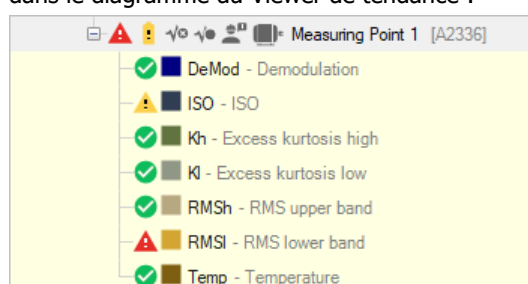 dans le diagramme du viewer de tendance :
Measuring Point 1 [A2336]
DeMod - Demodulation
ISO - ISO
Kh - Excess kurtosis high
Kl - Excess kurtosis low
RMSh - RMS upper band
RMSl - RMS lower band
Temp - Temperature